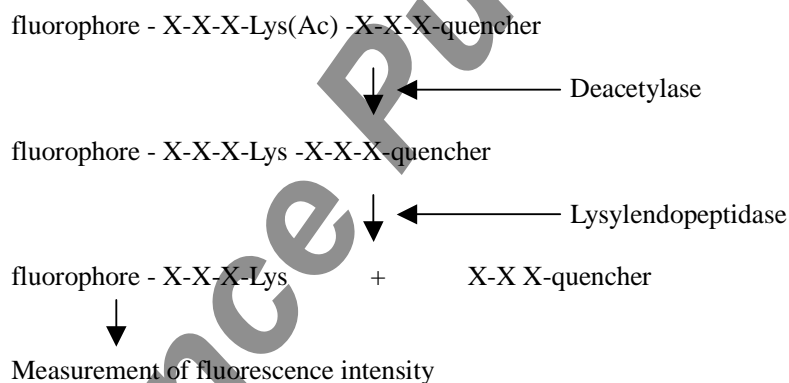 fluorophore - X-X-X-Lys(Ac) -X-X-X-quencher
Deacetylase
fluorophore - X-X-X-Lys -X-X-X-quencher
Lysylendopeptidase
fluorophore - X-X-X-Lys + X-X X-quencher
Measurement of fluorescence intensity